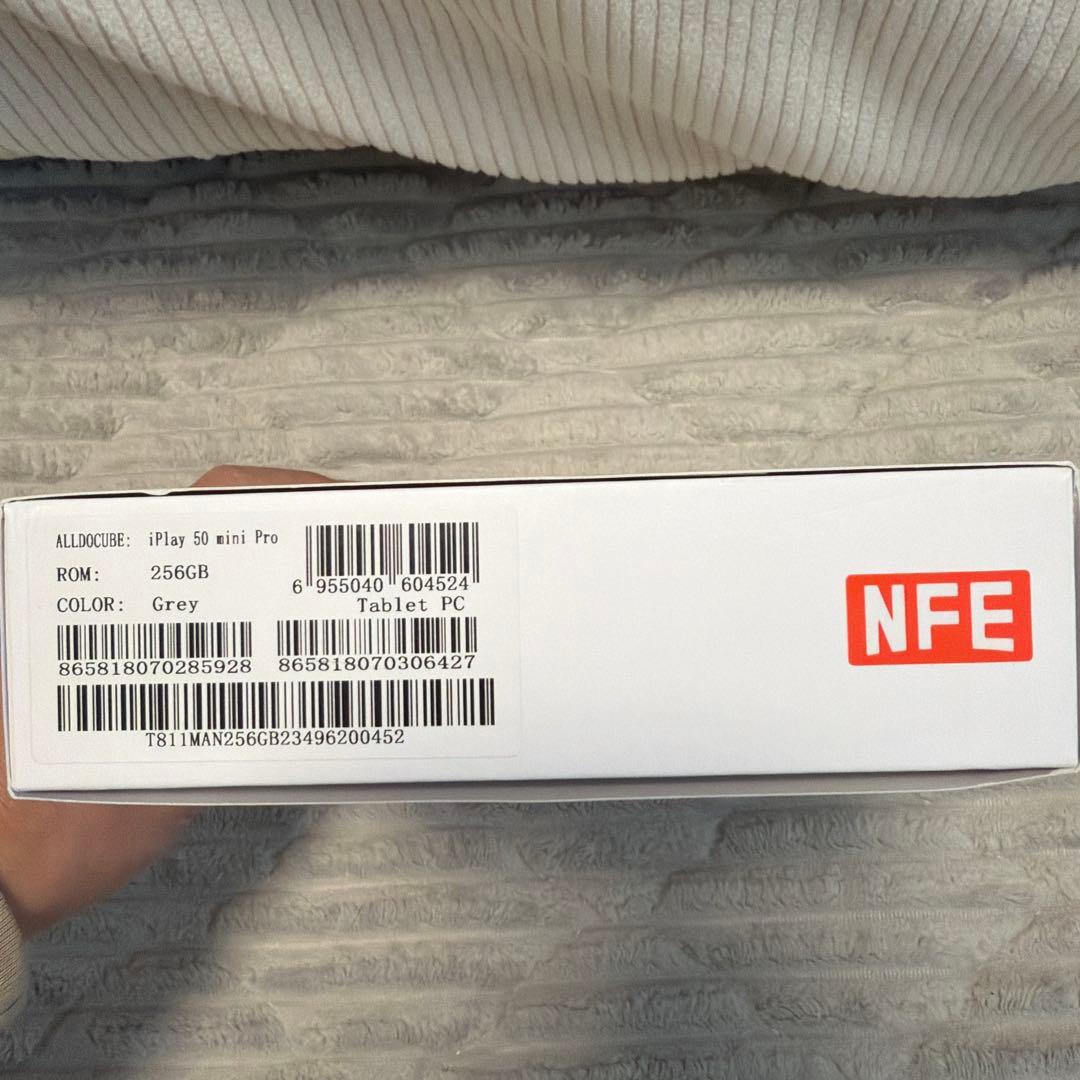 ALLDOCUBE: iPlay 50 mini Pro
ROM: 256GB
6 955040 604524
COLOR: Grey
Tablet PC
865818070285928 865818070306427
T811MAN256GB23496200452
NFE